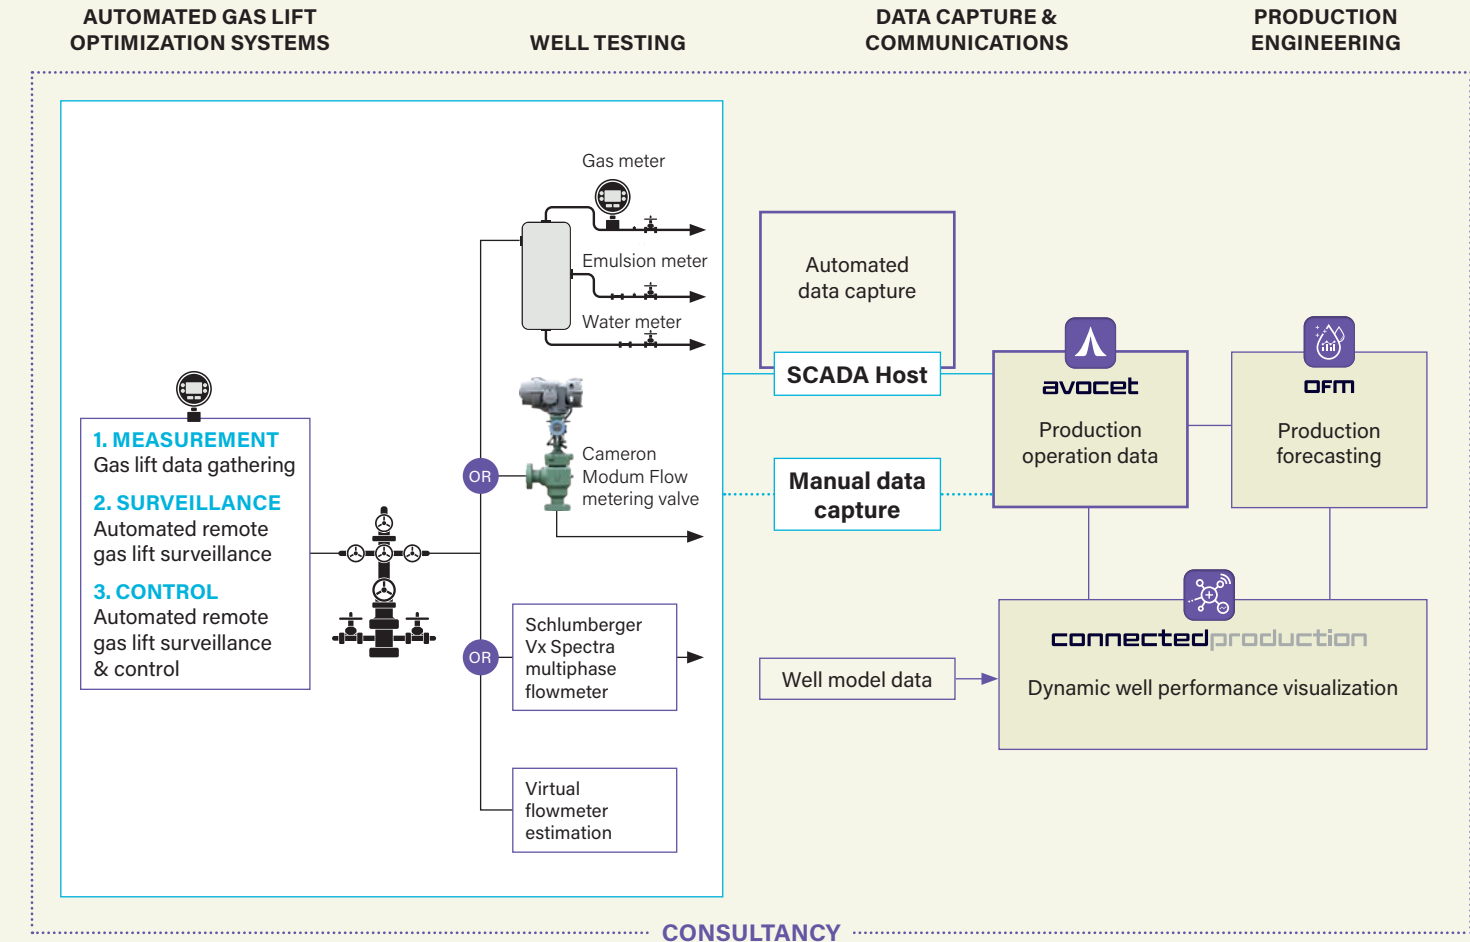 AUTOMATED GAS LIFT
OPTIMIZATION SYSTEMS
WELL TESTING
DATA CAPTURE &
COMMUNICATIONS
PRODUCTION
ENGINEERING
1. MEASUREMENT
Gas lift data gathering
2. SURVEILLANCE
Automated remote
gas lift surveillance
3. CONTROL
Automated remote
gas lift surveillance
& control
Gas meter
Emulsion meter
Water meter
OR
Cameron
Modum Flow
metering valve
OR
Schlumberger
Vx Spectra
multiphase
flowmeter
Virtual
flowmeter
estimation
Automated
data capture
SCADA Host
Manual data
capture
avocet
Production
operation data
OFM
Production
forecasting
Well model data
connectedproduction
Dynamic well performance visualization
CONSULTANCY